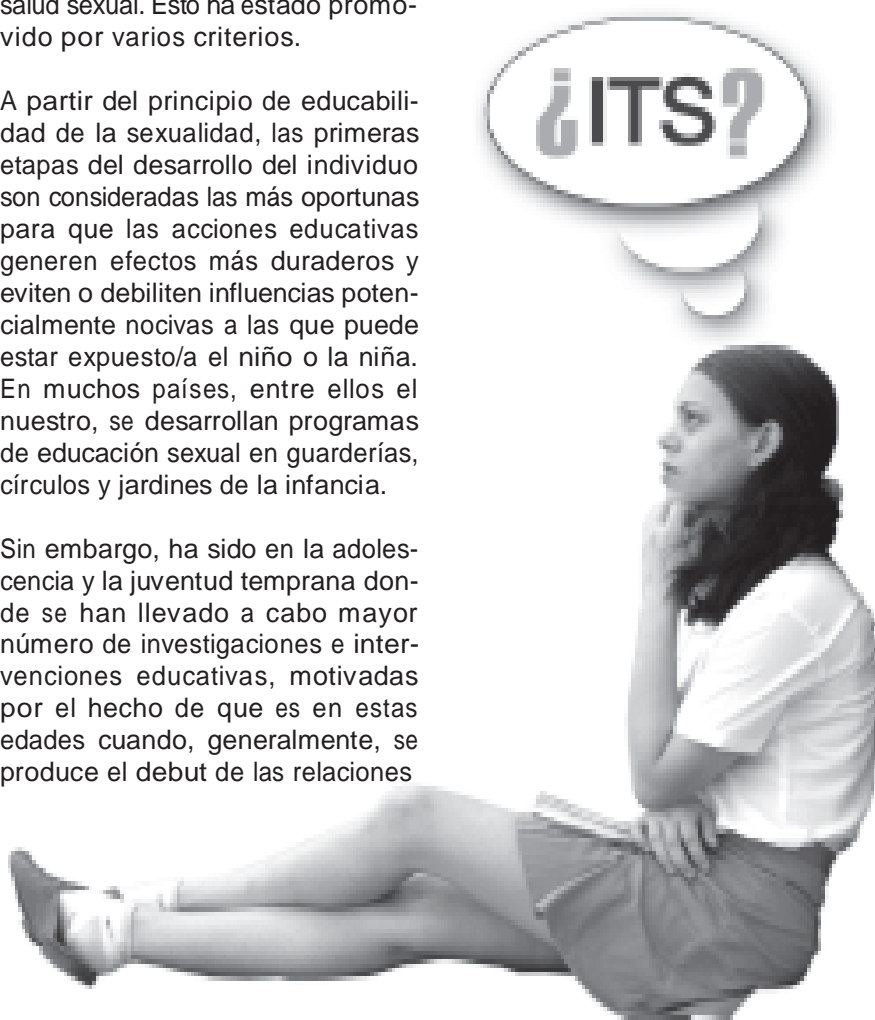 salud sexual. Esto ha estado promo-
vido por varios criterios.
A partir del principio de educabili-
dad de la sexualidad, las primeras
etapas del desarrollo del individuo
son consideradas las más oportunas
para que las acciones educativas
generen efectos más duraderos y
eviten o debiliten influencias poten-
cialmente nocivas a las que puede
estar expuesto/a el niño o la niña.
En muchos países, entre ellos el
nuestro, se desarrollan programas
de educación sexual en guarderías,
círculos y jardines de la infancia.
Sin embargo, ha sido en la adoles-
cencia y la juventud temprana don-
de se han llevado a cabo mayor
número de investigaciones e inter-
venciones educativas, motivadas
por el hecho de que es en estas
edades cuando, generalmente, se
produce el debut de las relaciones
¿ITS?